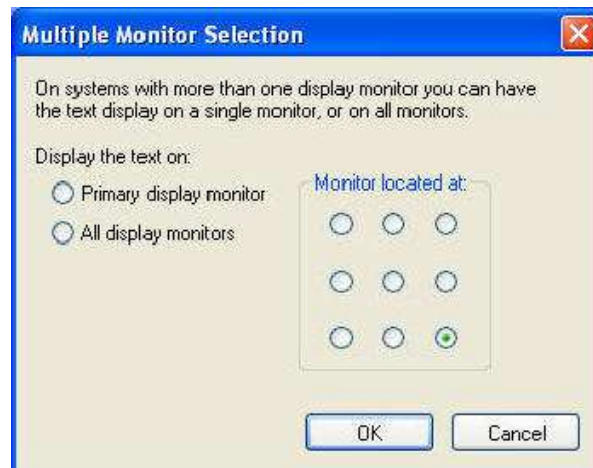 Multiple Monitor Selection
On systems with more than one display monitor you can have
the text display on a single monitor, or on all monitors.
Display the text on:
Primary display monitor
All display monitors
Monitor located at:
OK
Cancel